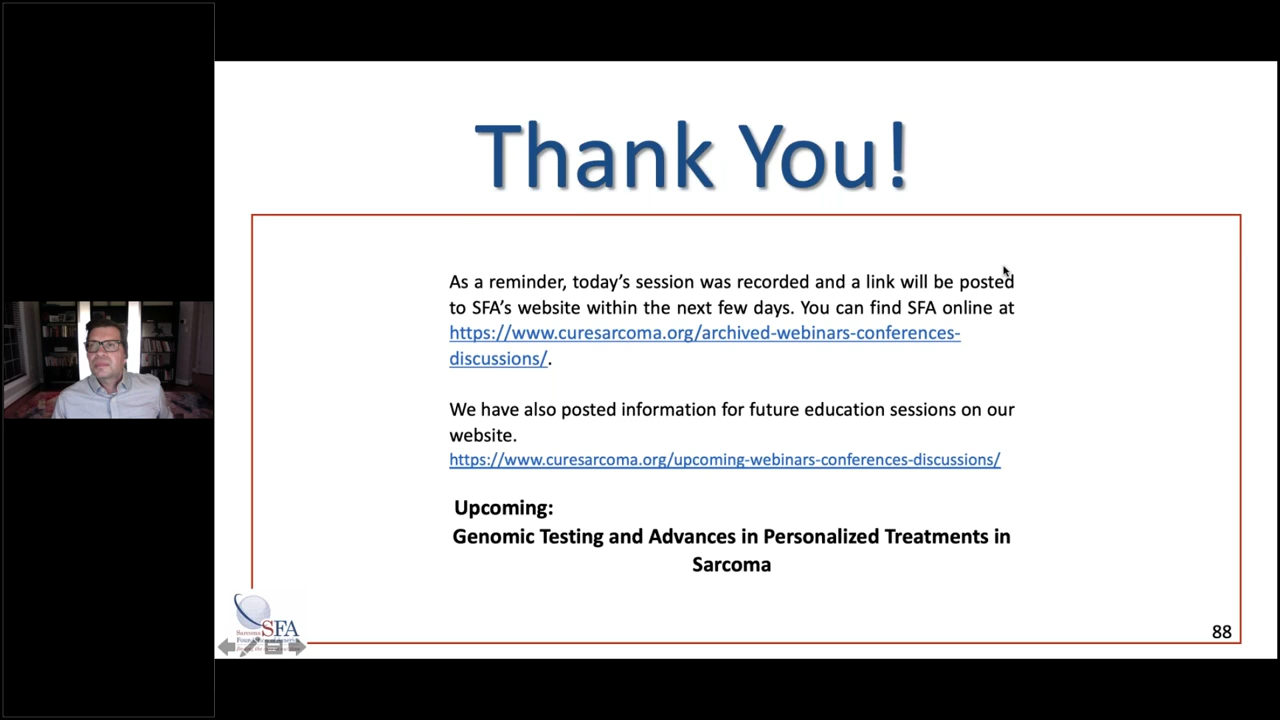 Thank You!
As a reminder, today's session was recorded and a link will be posted
to SFA's website within the next few days. You can find SFA online at
https://www.curesarcoma.org/archived-webinars-conferences-
discussions/.
We have also posted information for future education sessions on our
website.
https://www.curesarcoma.org/upcoming-webinars-conferences-discussions/
Upcoming:
Genomic Testing and Advances in Personalized Treatments in
Sarcoma
Sarcoma SFA
88